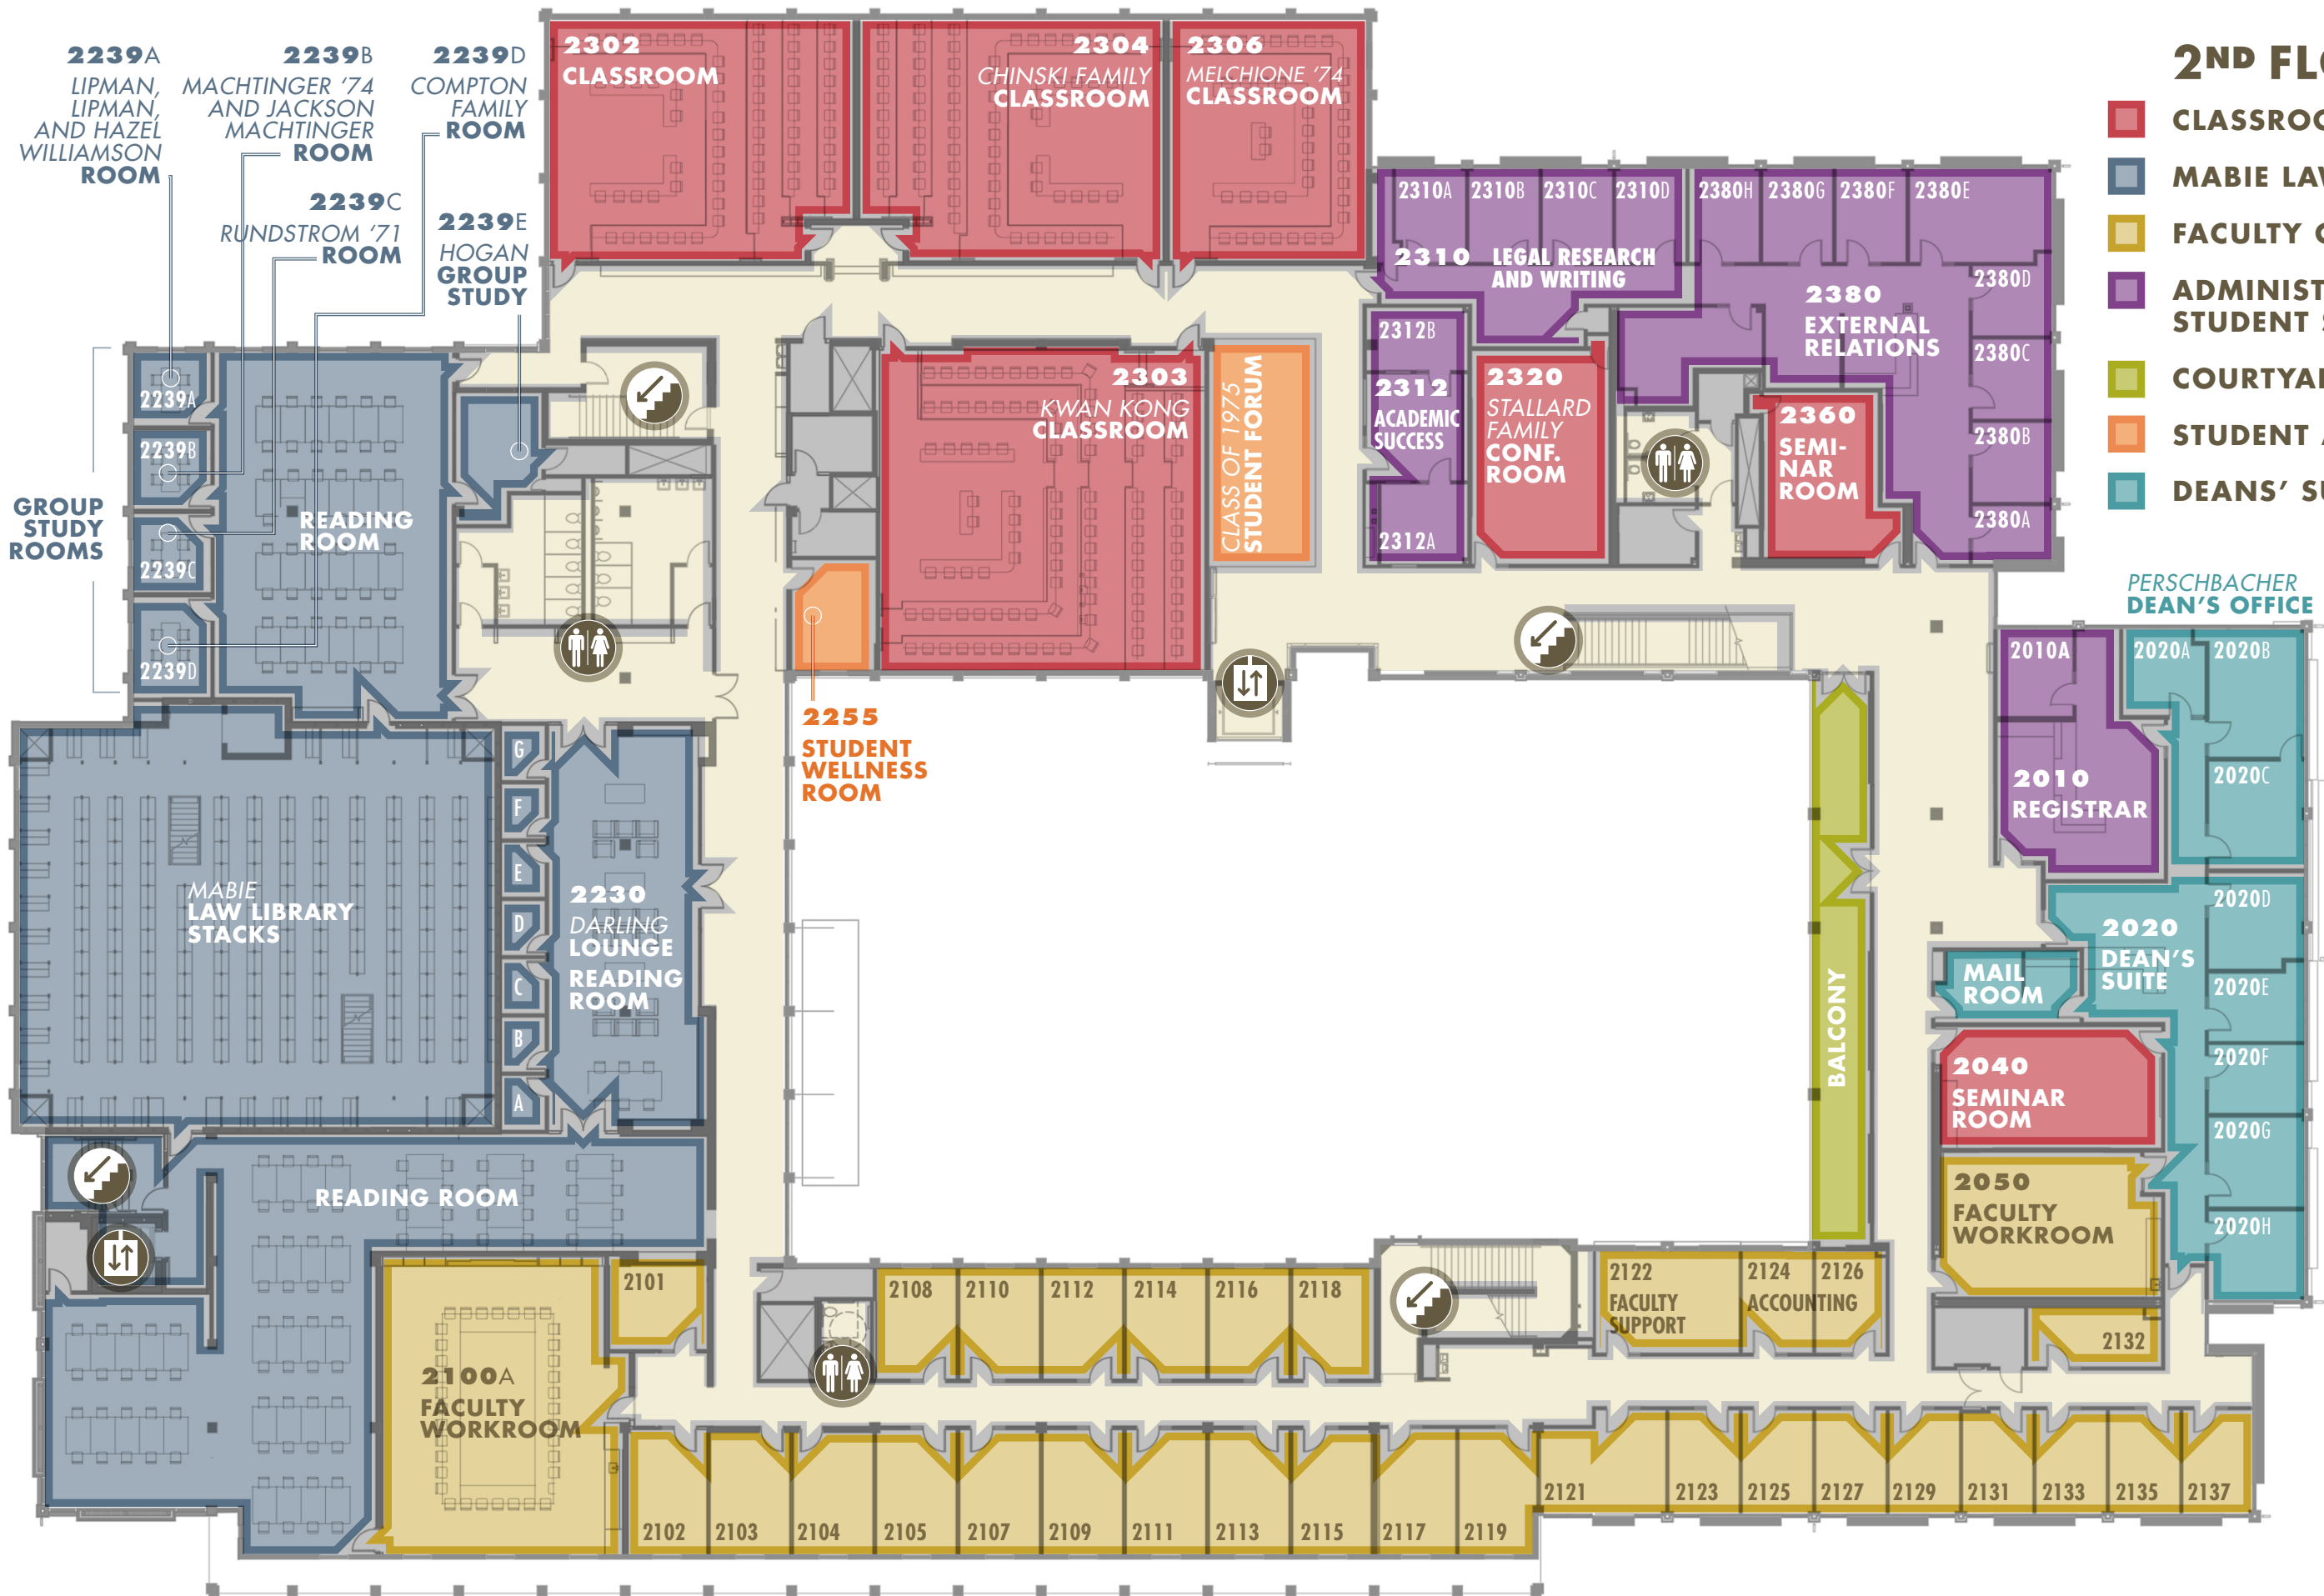 2ND FLO
CLASSROO
MABIE LAW
FACULTY O
ADMINIST
STUDENT S
COURTYAR
STUDENT A
DEANS' SU
2239A
LIPMAN,
LIPMAN,
AND HAZEL
WILLIAMSON
ROOM
2239B
MACHTINGER '74
AND JACKSON
MACHTINGER
ROOM
2239D
COMPTON
FAMILY
ROOM
2239C
RUNDSTROM '71
ROOM
2239E
HOGAN
GROUP
STUDY
2302
CLASSROOM
2304
CHINSKI FAMILY
CLASSROOM
2306
MELCHIONE '74
CLASSROOM
2310A
2310B
2310C
2310D
2310 LEGAL RESEARCH
AND WRITING
2380H
2380G
2380F
2380E
2380D
2380
EXTERNAL
RELATIONS
2380C
2380B
2380A
2312B
2312
ACADEMIC
SUCCESS
2312A
2320
STALLARD
FAMILY
CONF.
ROOM
2360
SEMI-
NAR
ROOM
2303
KWAN KONG
CLASSROOM
CLASS OF 1975
STUDENT FORUM
GROUP
STUDY
ROOMS
2239A
2239B
2239C
2239D
READING
ROOM
2255
STUDENT
WELLNESS
ROOM
PERSCHBACHER
DEAN'S OFFICE
2010A
2010
REGISTRAR
2020A
2020B
2020C
2020D
2020
DEAN'S
SUITE
2020E
2020F
2020G
2020H
MAIL
ROOM
2040
SEMINAR
ROOM
2050
FACULTY
WORKROOM
2132
BALCONY
MABIE
LAW LIBRARY
STACKS
G
F
E
D
C
B
A
2230
DARLING
LOUNGE
READING
ROOM
READING ROOM
2101
2100A
FACULTY
WORKROOM
2108
2110
2112
2114
2116
2118
2122
FACULTY
SUPPORT
2124
2126
ACCOUNTING
2102
2103
2104
2105
2107
2109
2111
2113
2115
2117
2119
2121
2123
2125
2127
2129
2131
2133
2135
2137